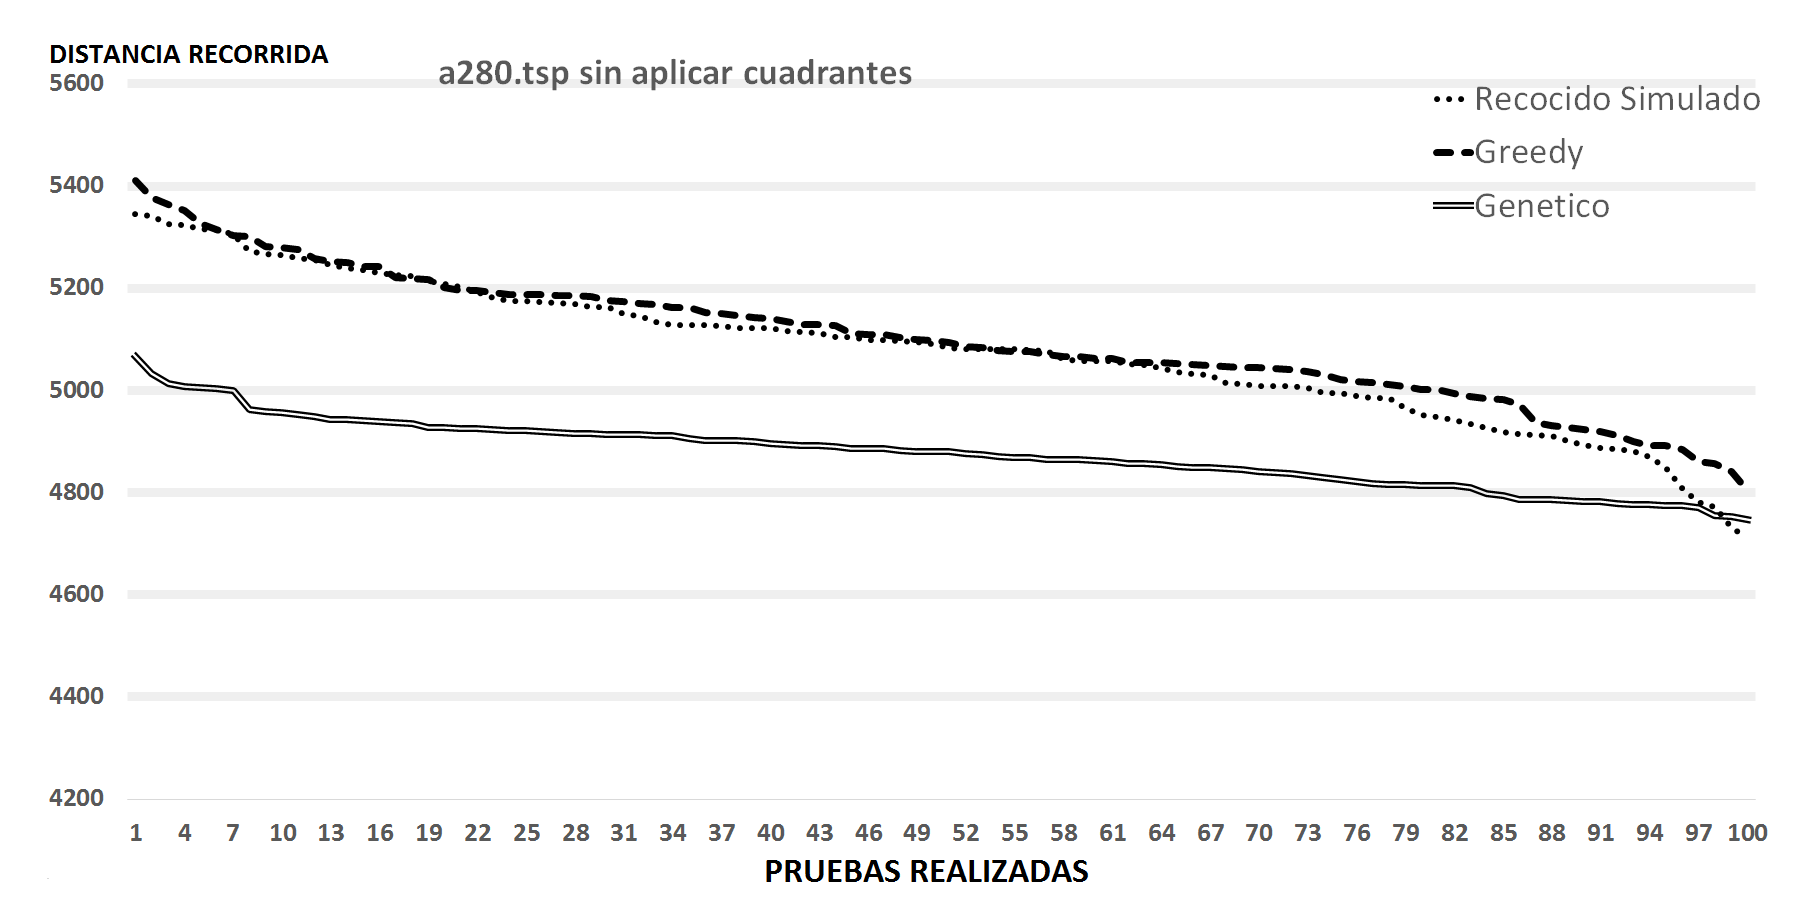 DISTANCIA RECORRIDA
a280.tsp sin aplicar cuadrantes
5600
5400
5200
5000
4800
4600
4400
4200
Recocido Simulado
Greedy
Genetico
1 4 7 10 13 16 19 22 25 28 31 34 37 40 43 46 49 52 55 58 61 64 67 70 73 76 79 82 85 88 91 94 97 100
PRUEBAS REALIZADAS